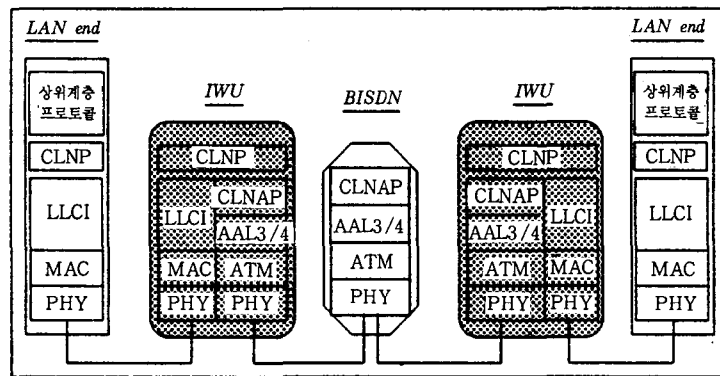 LAN end
상위계층
프로토콜
CLNP
LLCI
MAC
PHY
IWU
CLNP
LLCI
CLNAP
AAL3/4
MAC
ATM
PHY
PHY
BISDN
CLNAP
AAL3/4
ATM
PHY
IWU
CLNP
CLNAP
LLCI
AAL3/4
ATM
MAC
PHY
PHY
LAN end
상위계층
프로토콜
CLNP
LLCI
MAC
PHY